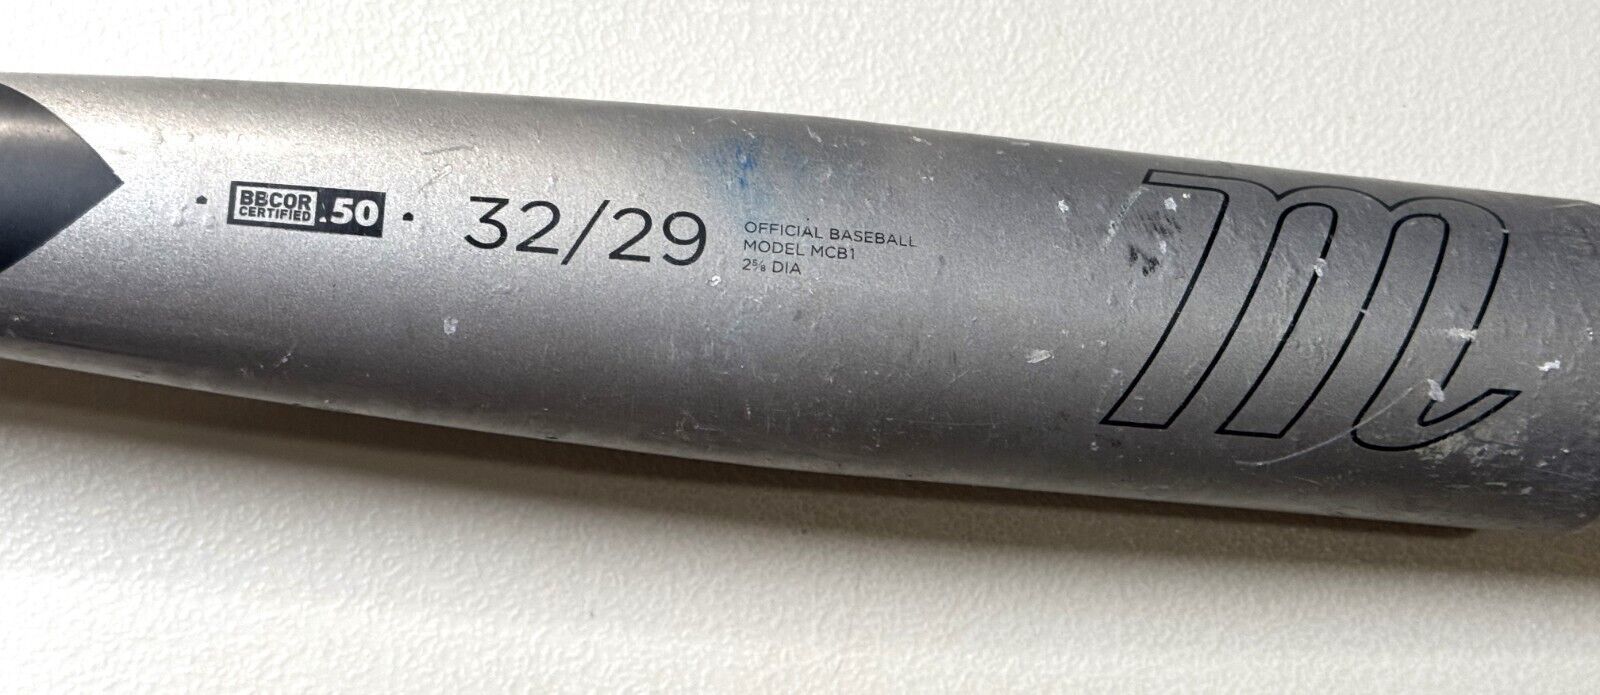 BBCOR
CERTIFIED .50
32/29
OFFICIAL BASEBALL
MODEL MCB1
2⅝ DIA
m